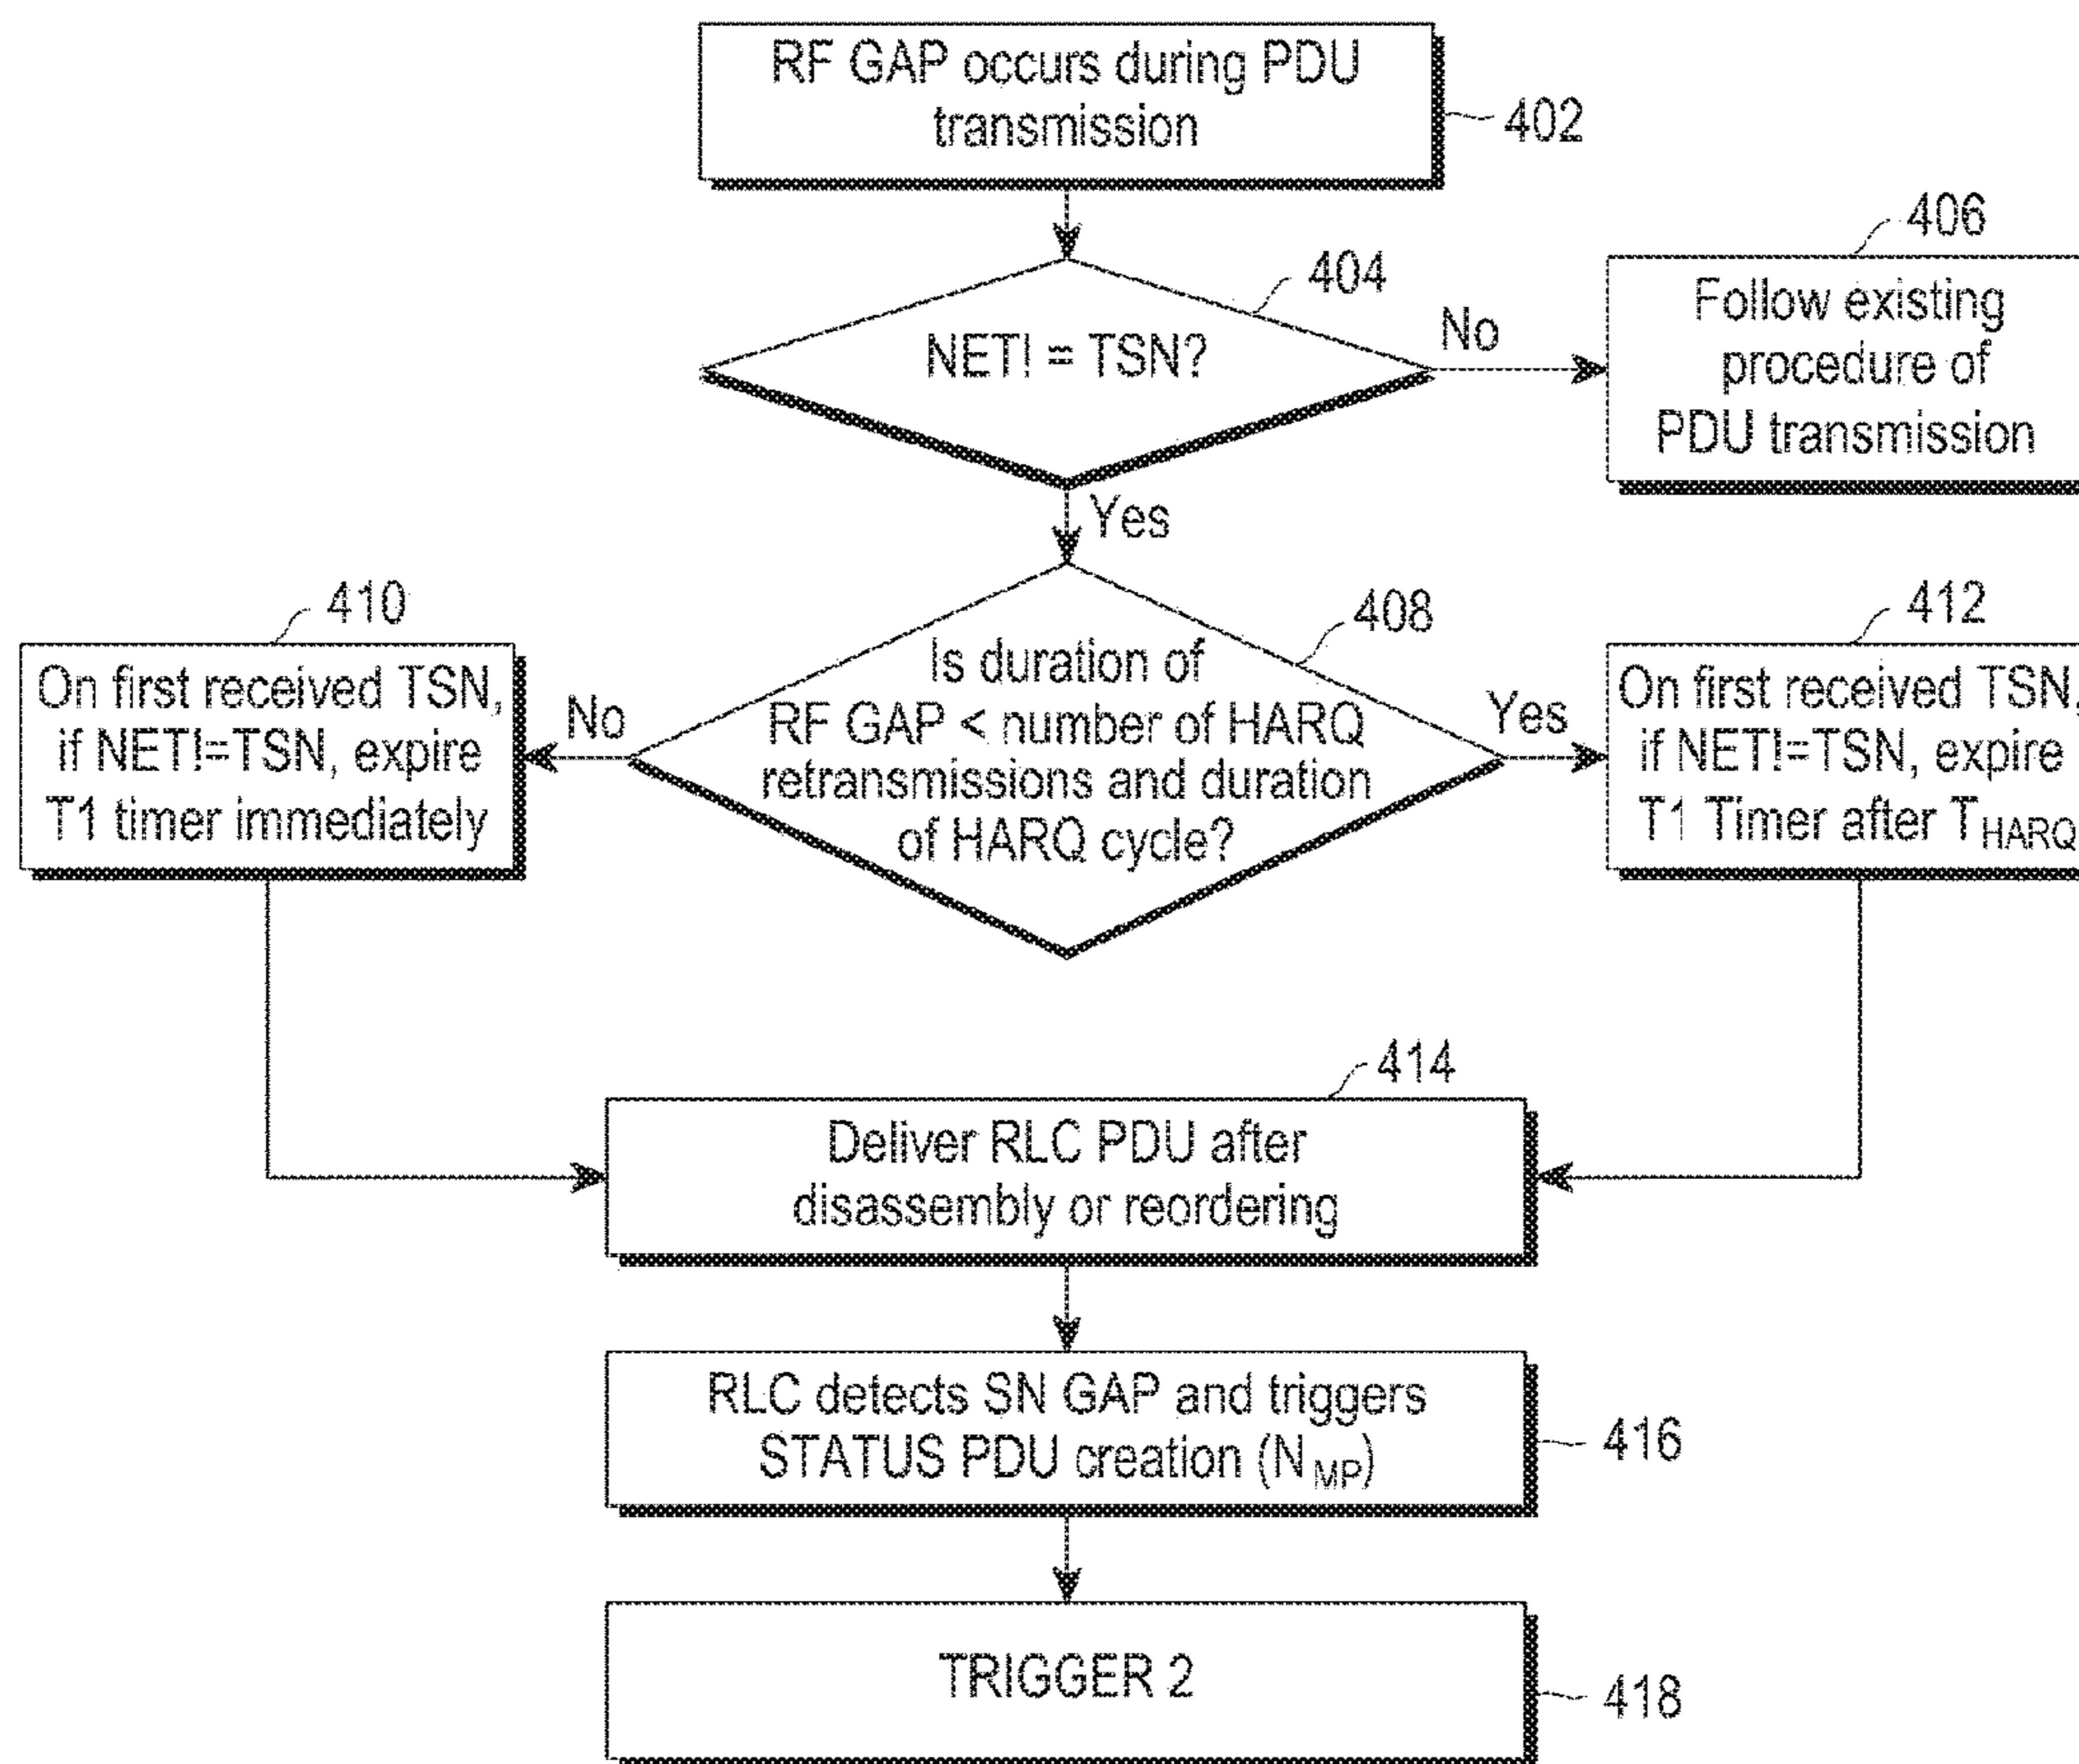 RF GAP occurs during PDU
transmission
402
406
404
NET! = TSN?
No
Follow existing
procedure of
PDU transmission
Yes
410
408
412
On first received TSN,
if NET!=TSN, expire
T1 timer immediately
No
Is duration of
RF GAP < number of HARQ
retransmissions and duration
of HARQ cycle?
Yes
On first received TSN,
if NET!=TSN, expire
T1 Timer after THARQ
414
Deliver RLC PDU after
disassembly or reordering
RLC detects SN GAP and triggers
STATUS PDU creation (NMP)
416
TRIGGER 2
418